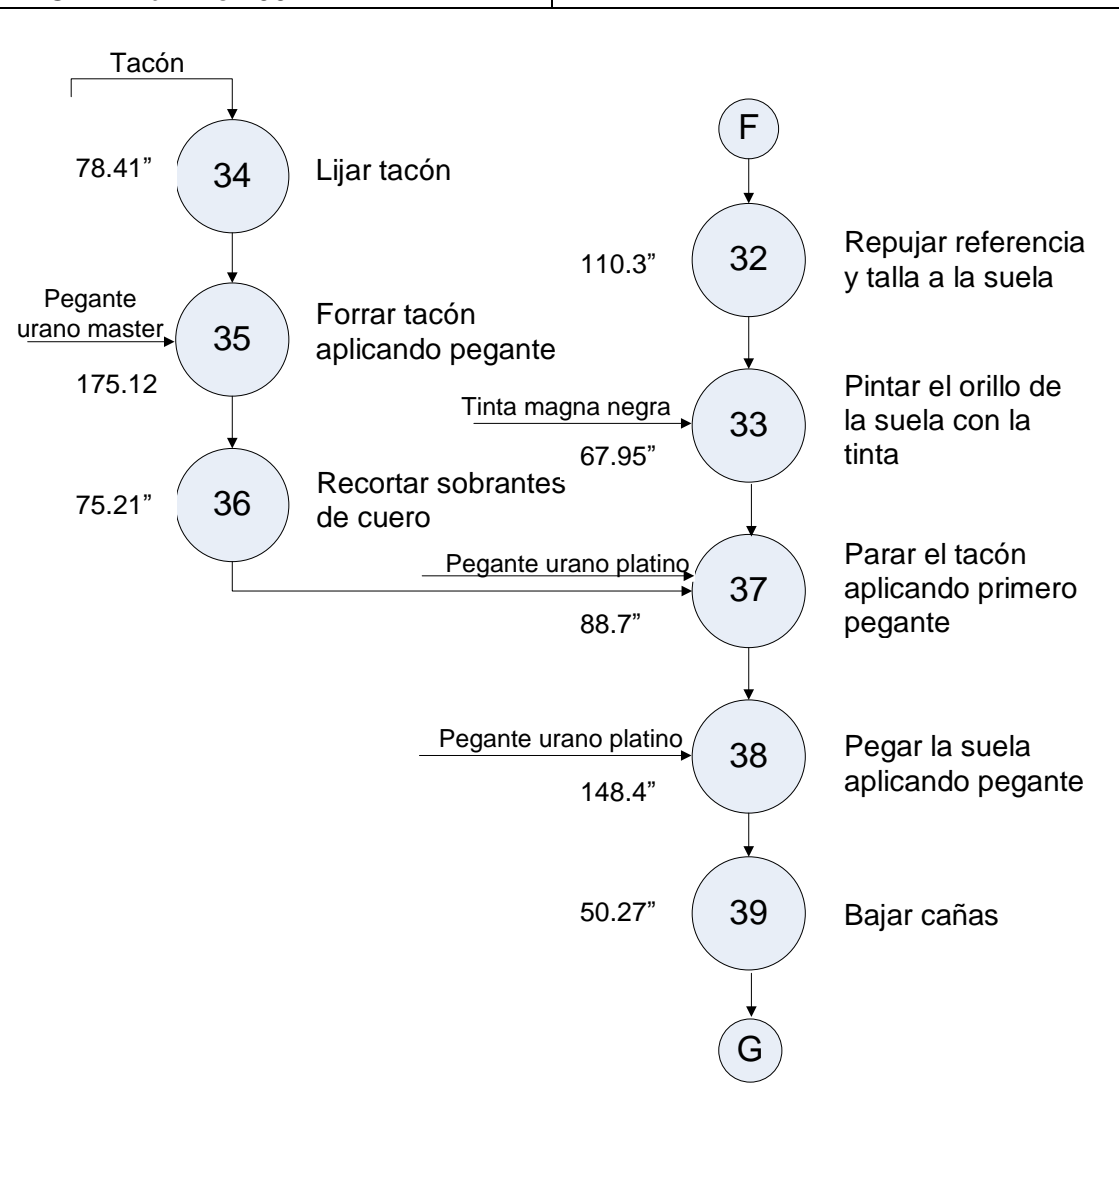 Tacón
78.41”
34
Lijar tacón
Pegante
urano master
35
Forrar tacón
aplicando pegante
175.12
75.21”
36
Recortar sobrantes
de cuero
F
110.3”
32
Repujar referencia
y talla a la suela
Tinta magna negra
67.95”
33
Pintar el orillo de
la suela con la
tinta
Pegante urano platino
88.7”
37
Parar el tacón
aplicando primero
pegante
Pegante urano platino
148.4”
38
Pegar la suela
aplicando pegante
50.27”
39
Bajar cañas
G